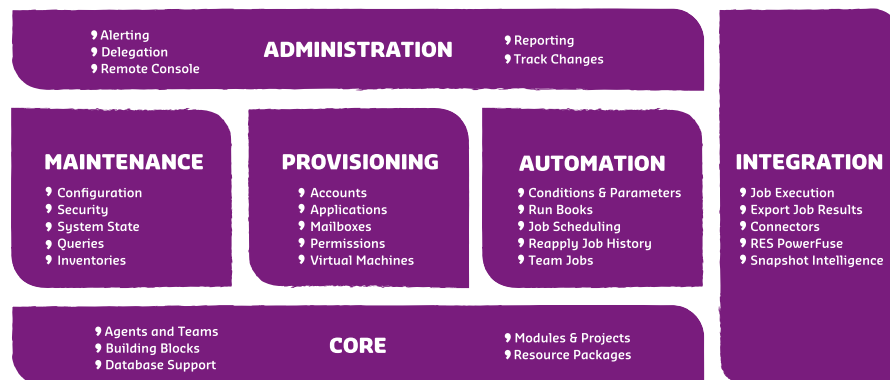 ADMINISTRATION
Alerting
Delegation
Remote Console
Reporting
Track Changes
MAINTENANCE
Configuration
Security
System State
Queries
Inventories
PROVISIONING
Accounts
Applications
Mailboxes
Permissions
Virtual Machines
AUTOMATION
Conditions & Parameters
Run Books
Job Scheduling
Reapply Job History
Team Jobs
INTEGRATION
Job Execution
Export Job Results
Connectors
RES PowerFuse
Snapshot Intelligence
CORE
Agents and Teams
Building Blocks
Database Support
Modules & Projects
Resource Packages